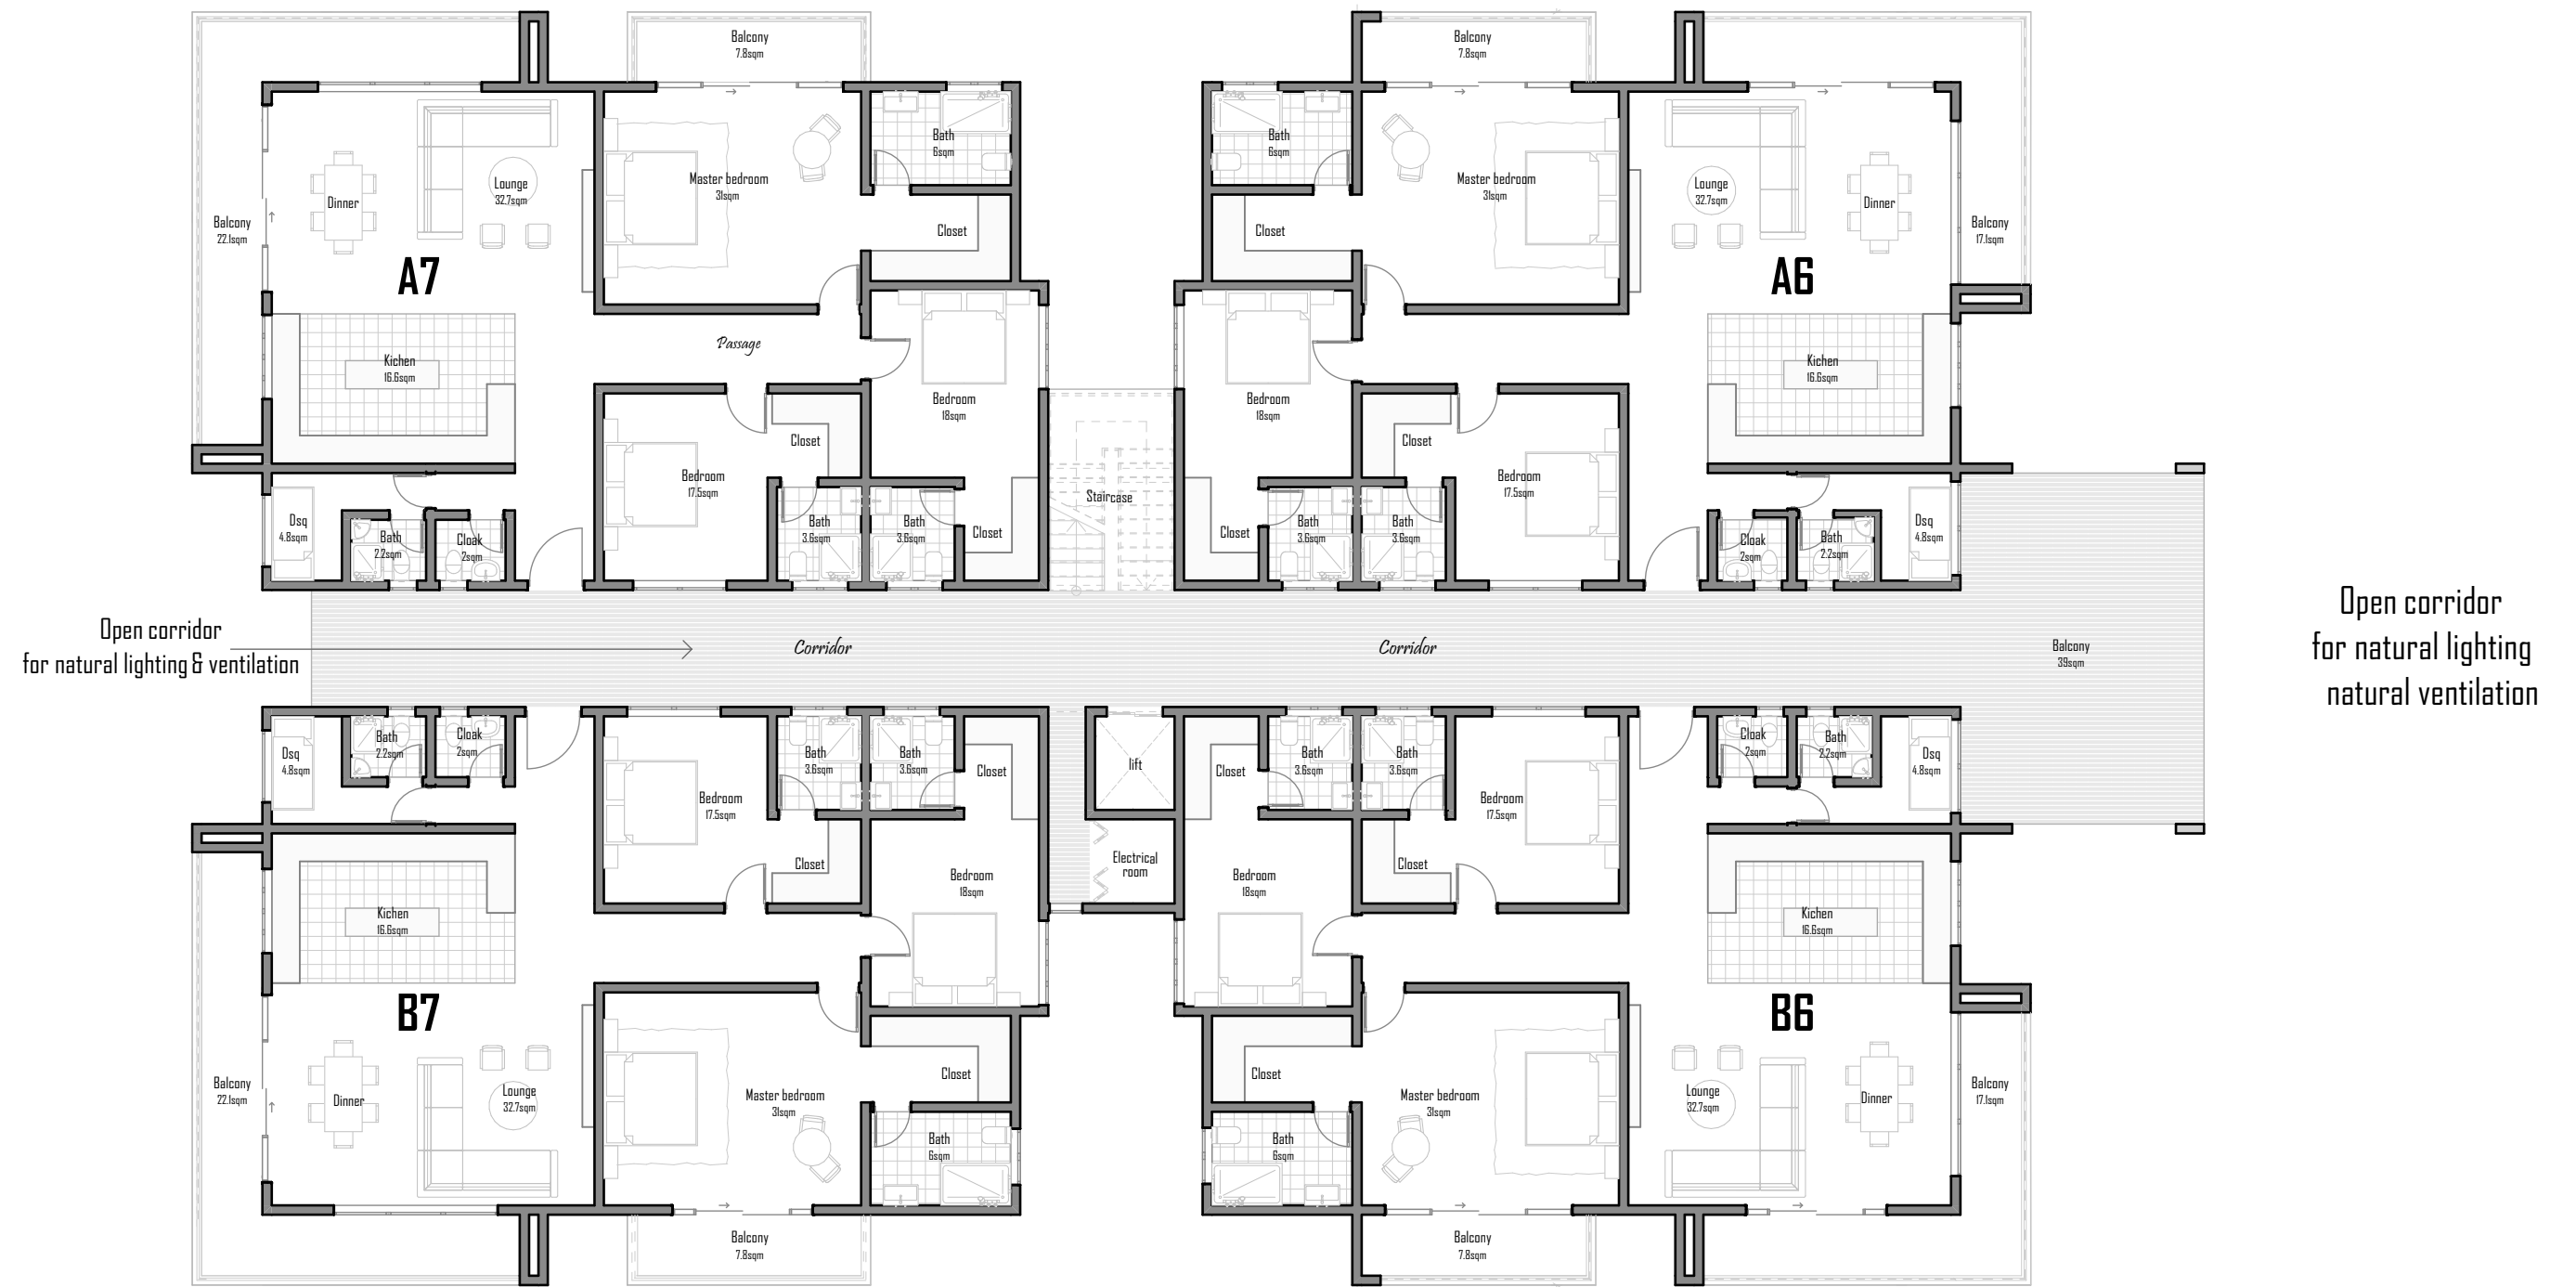 Balcony
7.8sqm
Balcony
7.8sqm
Bath
6sqm
Bath
6sqm
Master bedroom
31sqm
Master bedroom
31sqm
Lounge
32.7sqm
Lounge
32.7sqm
Dinner
Dinner
Balcony
22.1sqm
Balcony
17.1sqm
Closet
Closet
A7
A6
Passage
Kichen
16.6sqm
Kichen
16.6sqm
Bedroom
18sqm
Bedroom
18sqm
Closet
Closet
Bedroom
17.5sqm
Bedroom
17.5sqm
Staircase
Dsq
4.8sqm
Bath
2.2sqm
Cloak
2sqm
Bath
3.6sqm
Bath
3.6sqm
Closet
Closet
Bath
3.6sqm
Bath
3.6sqm
Cloak
2sqm
Bath
2.2sqm
Dsq
4.8sqm
Open corridor
for natural lighting & ventilation
Corridor
Corridor
Balcony
39sqm
Open corridor
for natural lighting
natural ventilation
Dsq
4.8sqm
Bath
2.2sqm
Cloak
2sqm
Bath
3.6sqm
Bath
3.6sqm
Closet
lift
Closet
Bath
3.6sqm
Bath
3.6sqm
Cloak
2sqm
Bath
2.2sqm
Dsq
4.8sqm
Bedroom
17.5sqm
Bedroom
17.5sqm
Closet
Closet
Electrical
room
Bedroom
18sqm
Bedroom
18sqm
Kichen
16.6sqm
Kichen
16.6sqm
B7
B6
Closet
Closet
Balcony
22.1sqm
Dinner
Lounge
32.7sqm
Master bedroom
31sqm
Master bedroom
31sqm
Lounge
32.7sqm
Dinner
Balcony
17.1sqm
Bath
6sqm
Bath
6sqm
Balcony
7.8sqm
Balcony
7.8sqm